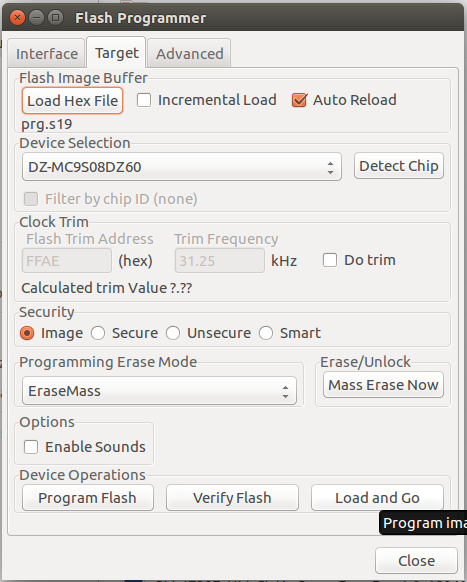 Flash Programmer
Interface Target Advanced
Flash Image Buffer
Load Hex File Incremental Load Auto Reload
prg.s19
Device Selection
DZ-MC9S08DZ60 Detect Chip
Filter by chip ID (none)
Clock Trim
Flash Trim Address Trim Frequency
FFAE (hex) 31.25 kHz Do trim
Calculated trim Value ?.??
Security
Image Secure Unsecure Smart
Programming Erase Mode Erase/Unlock
EraseMass Mass Erase Now
Options
Enable Sounds
Device Operations
Program Flash Verify Flash Load and Go
Program ima
Close